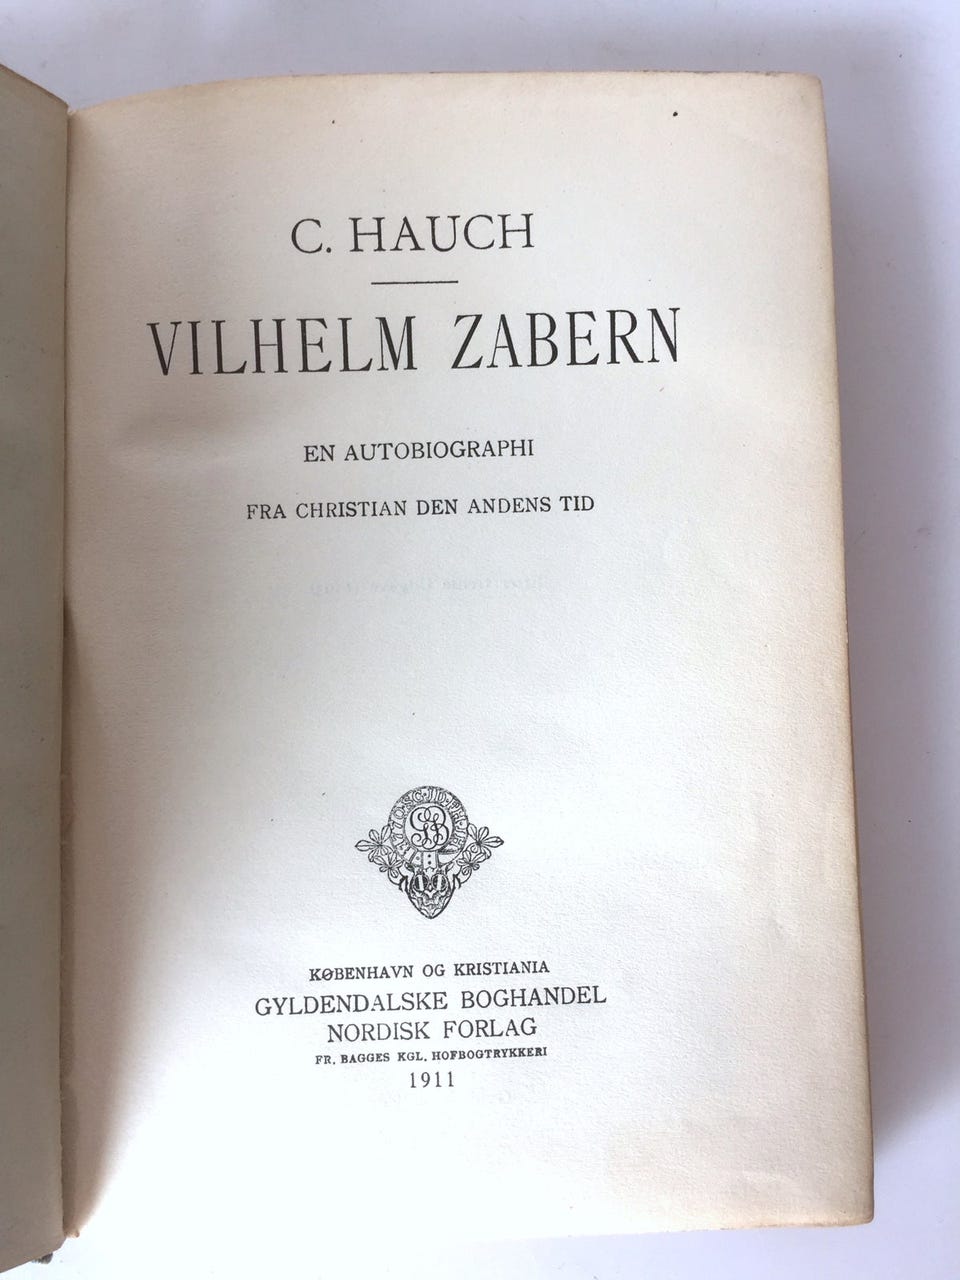 C. HAUCH
VILHELM ZABERN
EN AUTOBIOGRAPHI
FRA CHRISTIAN DEN ANDENS TID
KØBENHAVN OG KRISTIANIA
GYLDENDALSKE BOGHANDEL
NORDISK FORLAG
FR. BAGGES KGL. HOFBOGTRYKKERI
1911